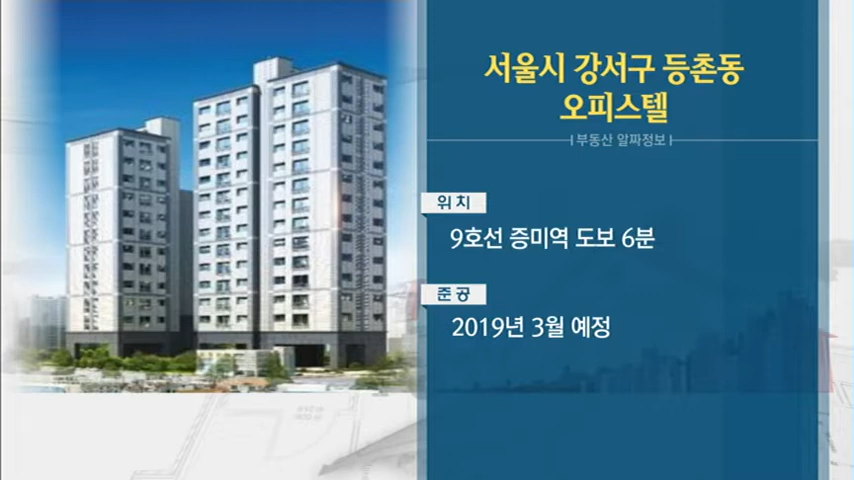 서울시 강서구 등촌동
오피스텔
부동산 알짜정보
위치
9호선 증미역 도보 6분
준공
2019년 3월 예정